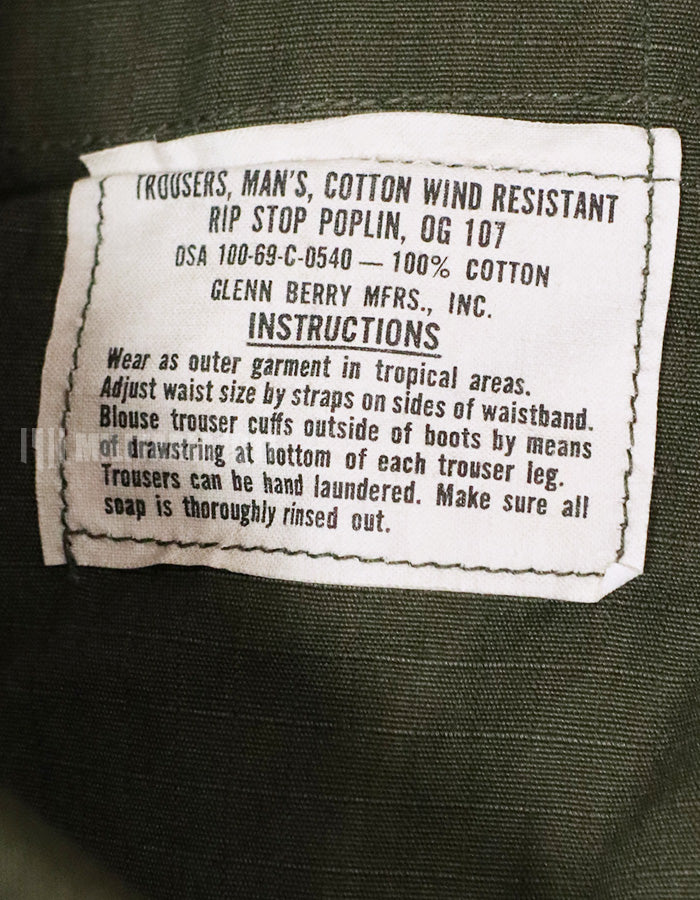 TROUSERS, MAN'S, COTTON WIND RESISTANT
RIP STOP POPLIN, OG 107
DSA 100-69-C-0540 — 100% COTTON
GLENN BERRY MFRS., INC.
INSTRUCTIONS
Wear as outer garment in tropical areas.
Adjust waist size by straps on sides of waistband.
Blouse trouser cuffs outside of boots by means
of drawstring at bottom of each trouser leg.
Trousers can be hand laundered. Make sure all
soap is thoroughly rinsed out.